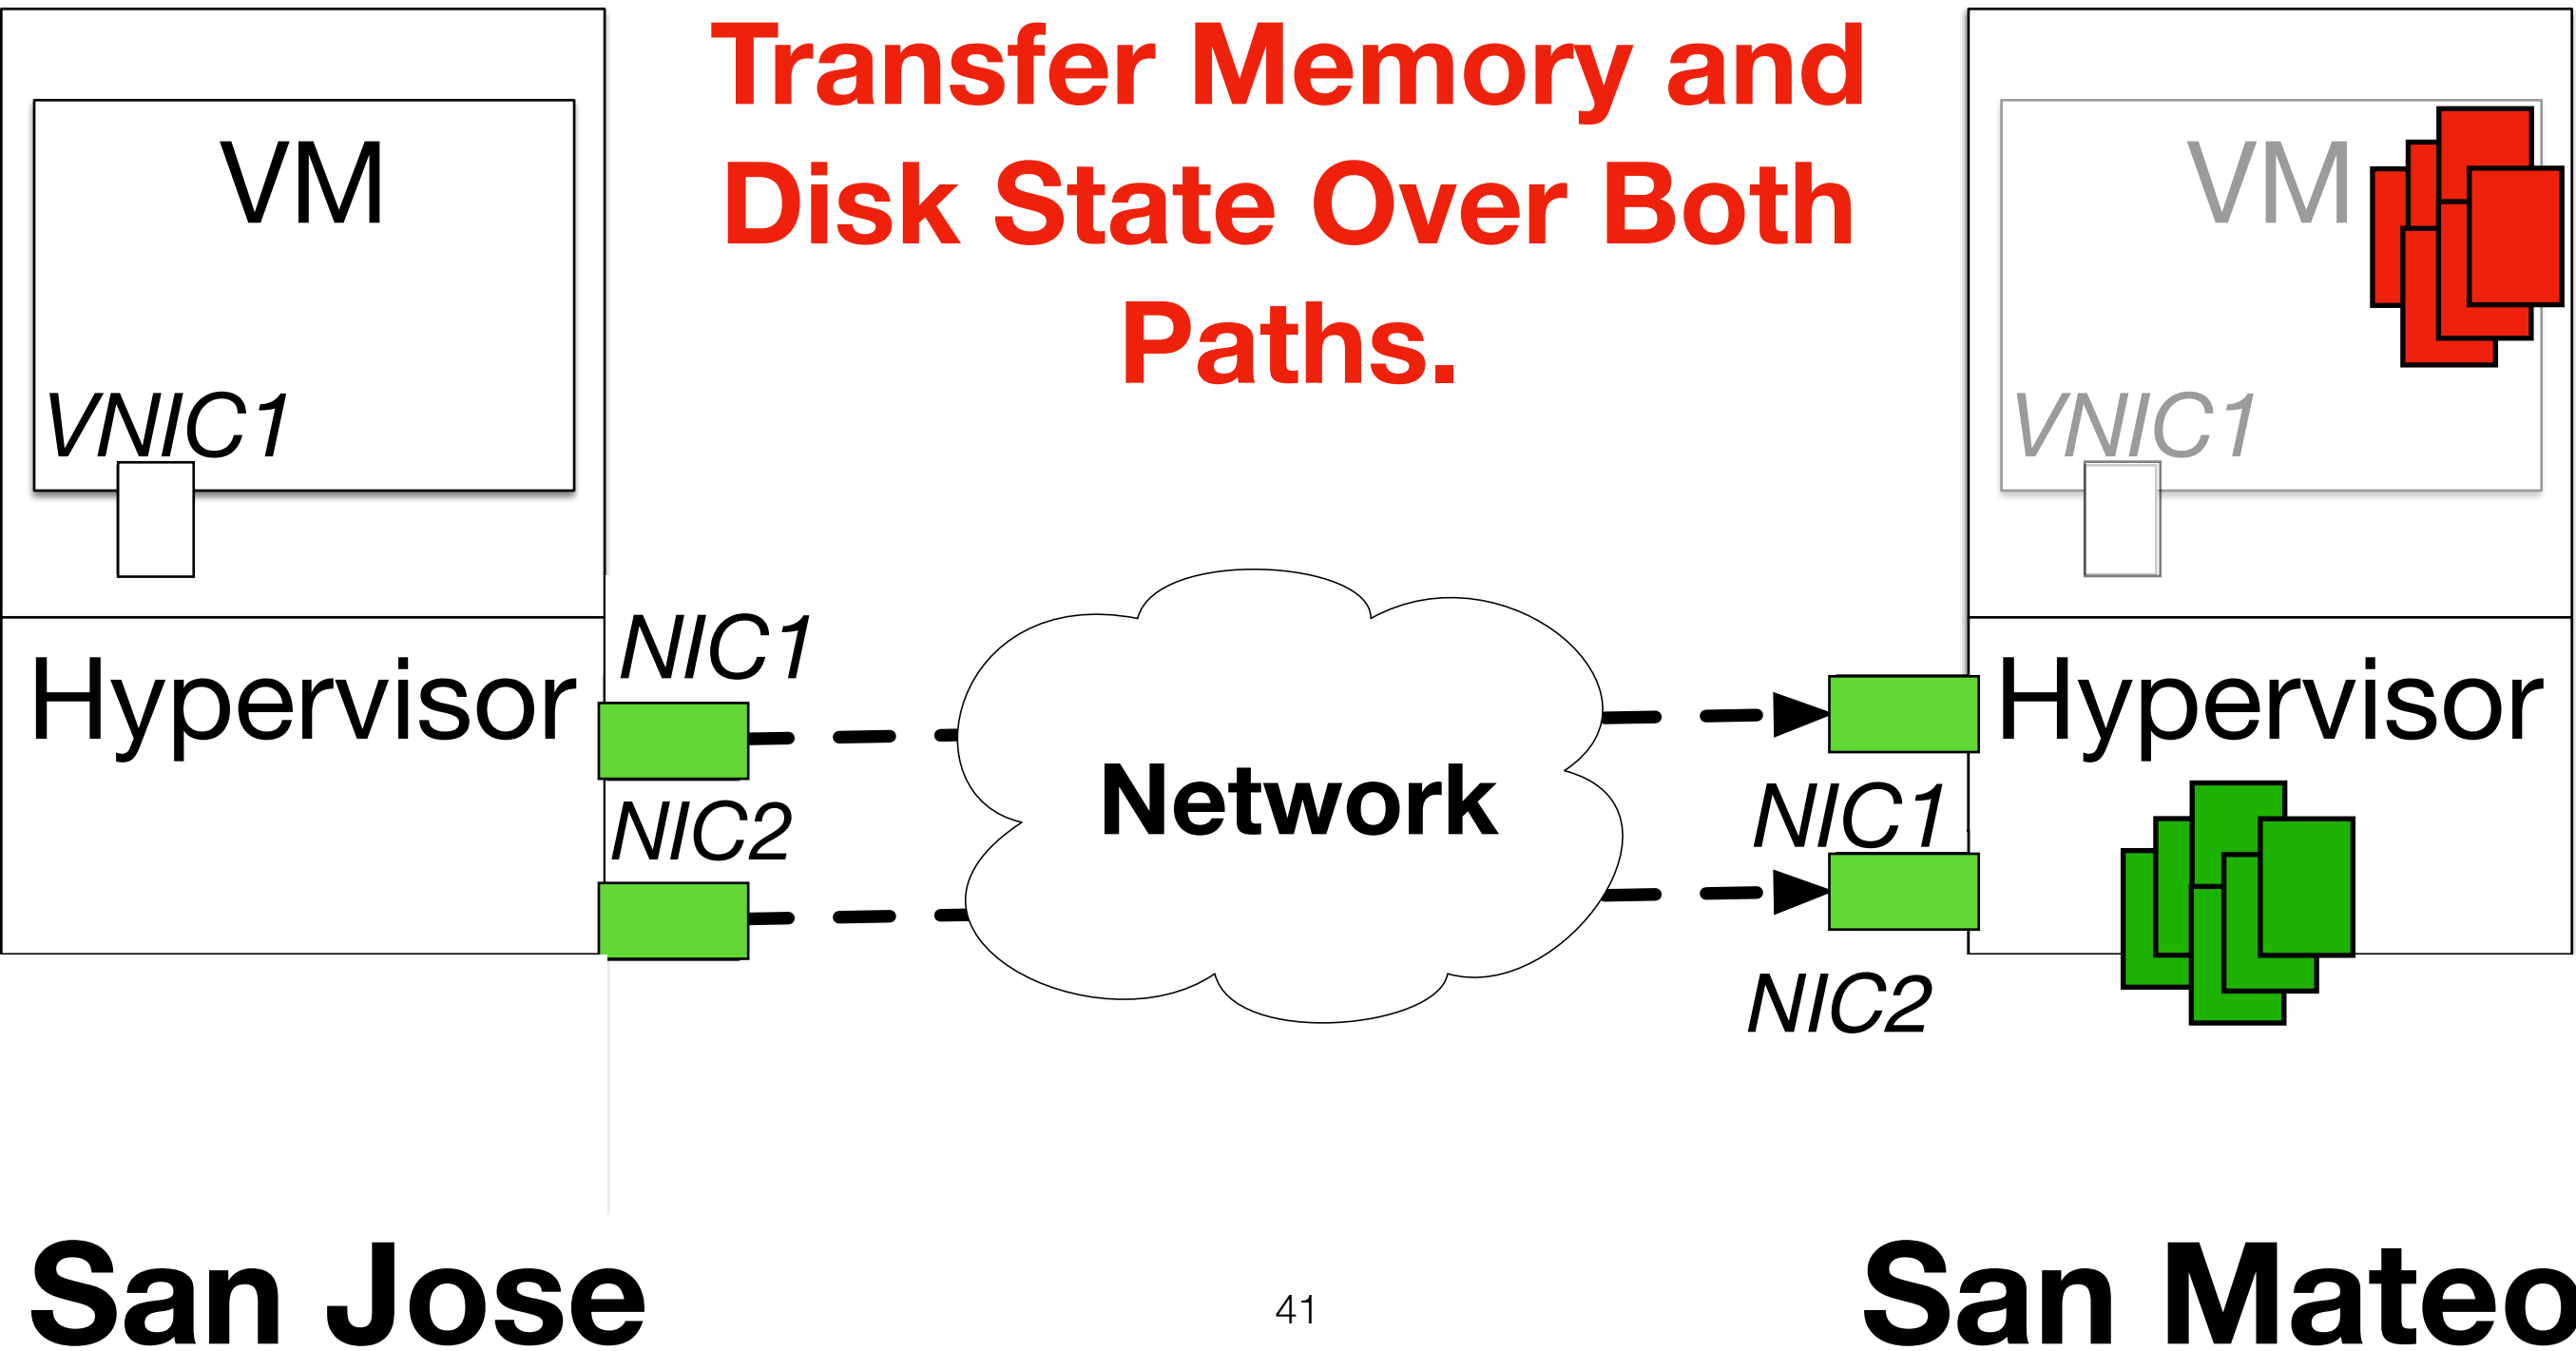 Transfer Memory and
Disk State Over Both
Paths.
VM
VNIC1
Hypervisor
NIC1
NIC2
Network
VM
VNIC1
Hypervisor
NIC1
NIC2
San Jose
41
San Mateo